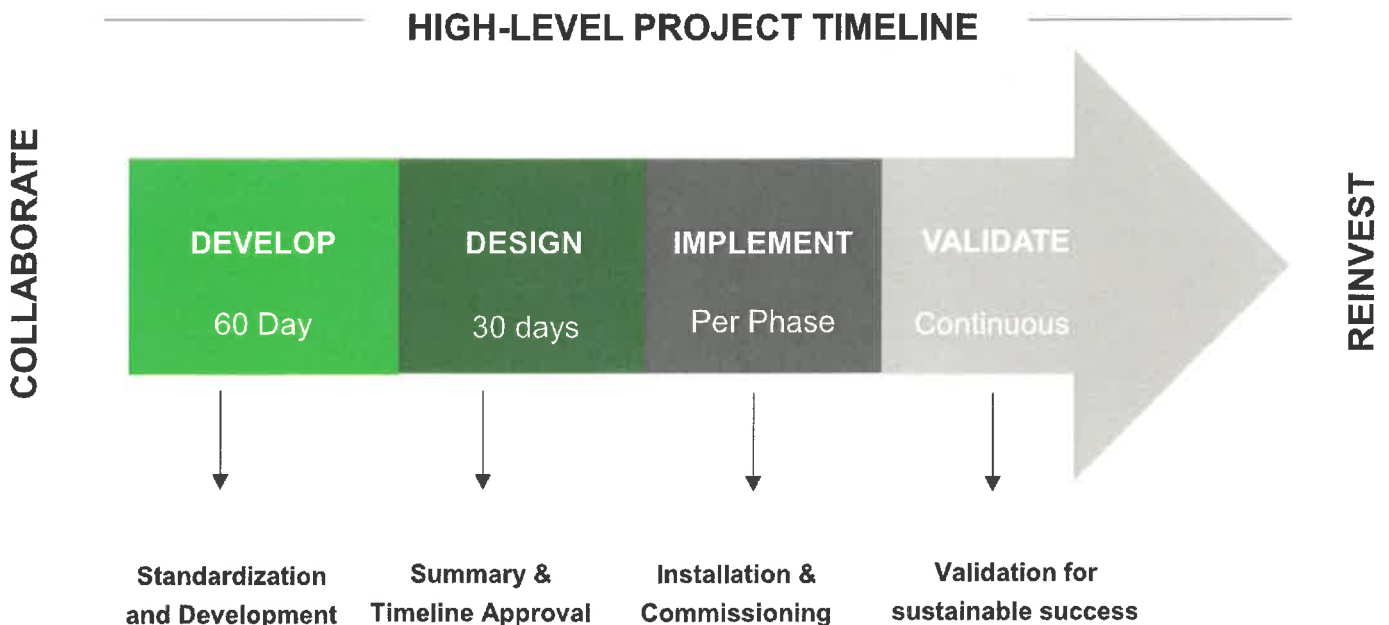 HIGH-LEVEL PROJECT TIMELINE
COLLABORATE
DEVELOP
60 Day
DESIGN
30 days
IMPLEMENT
Per Phase
VALIDATE
Continuous
REINVEST
Standardization
and Development
Summary &
Timeline Approval
Installation &
Commissioning
Validation for
sustainable success